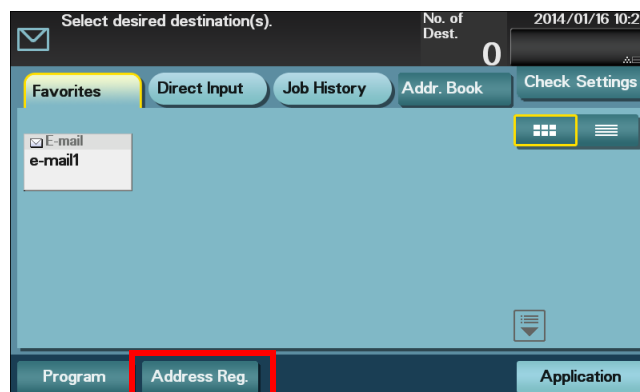 Select desired destination(s).
No. of
Dest.
0
2014/01/16 10:2
Favorites
Direct Input
Job History
Addr. Book
Check Settings
E-mail
e-mail1
Program
Address Reg.
Application